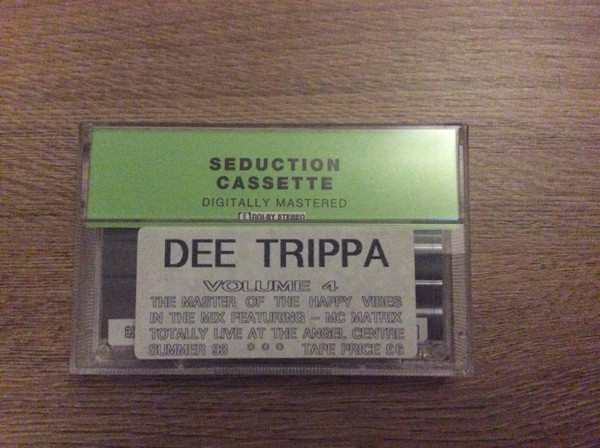 SEDUCTION
CASSETTE
DIGITALLY MASTERED
DOLBY STEREO
DEE TRIPPA
VOLUME 4
THE MASTER OF THE HAPPY VIBES
IN THE MIX FEATURING - MC MATRIX
TOTALLY LIVE AT THE ANGEL CENTRE
SUMMER 93 TAPE PRICE £6